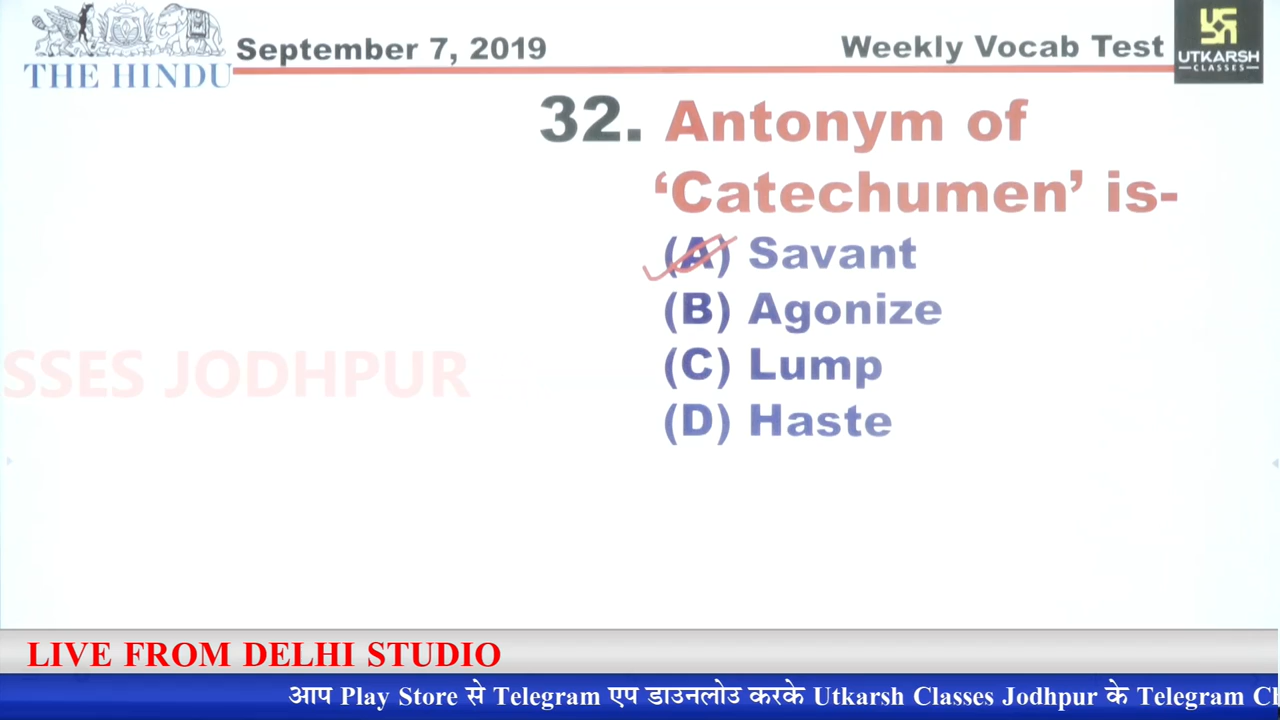 THE HINDU
September 7, 2019
Weekly Vocab Test
UTKARSH
CLASSES
32. Antonym of
‘Catechumen’ is-
(A) Savant
(B) Agonize
(C) Lump
(D) Haste
SSES JODHPUR
LIVE FROM DELHI STUDIO
आप Play Store से Telegram एप डाउनलोउ करके Utkarsh Classes Jodhpur के Telegram Ch